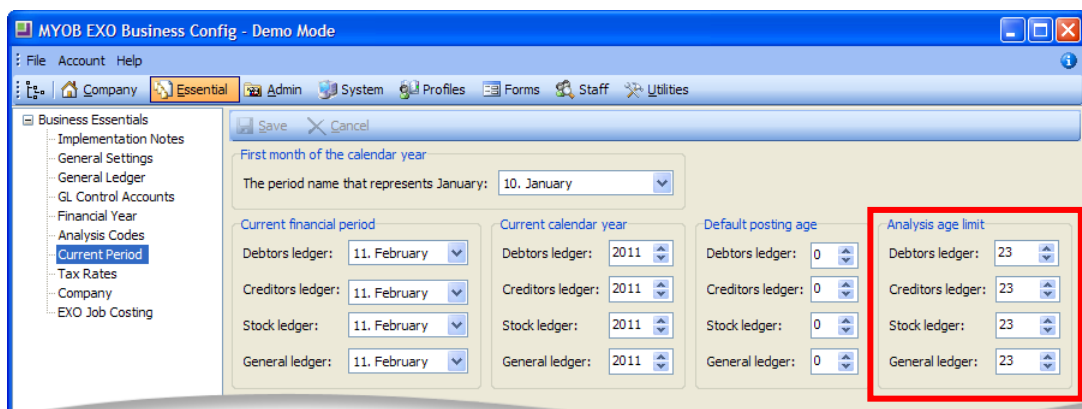 MYOB EXO Business Config - Demo Mode
File Account Help
Company Essential Admin System Profiles Forms Staff Utilities
Business Essentials
Implementation Notes
General Settings
General Ledger
GL Control Accounts
Financial Year
Analysis Codes
Current Period
Tax Rates
Company
EXO Job Costing
Save Cancel
First month of the calendar year
The period name that represents January: 10. January
Current financial period
Debtors ledger: 11. February
Creditors ledger: 11. February
Stock ledger: 11. February
General ledger: 11. February
Current calendar year
Debtors ledger: 2011
Creditors ledger: 2011
Stock ledger: 2011
General ledger: 2011
Default posting age
Debtors ledger: 0
Creditors ledger: 0
Stock ledger: 0
General ledger: 0
Analysis age limit
Debtors ledger: 23
Creditors ledger: 23
Stock ledger: 23
General ledger: 23